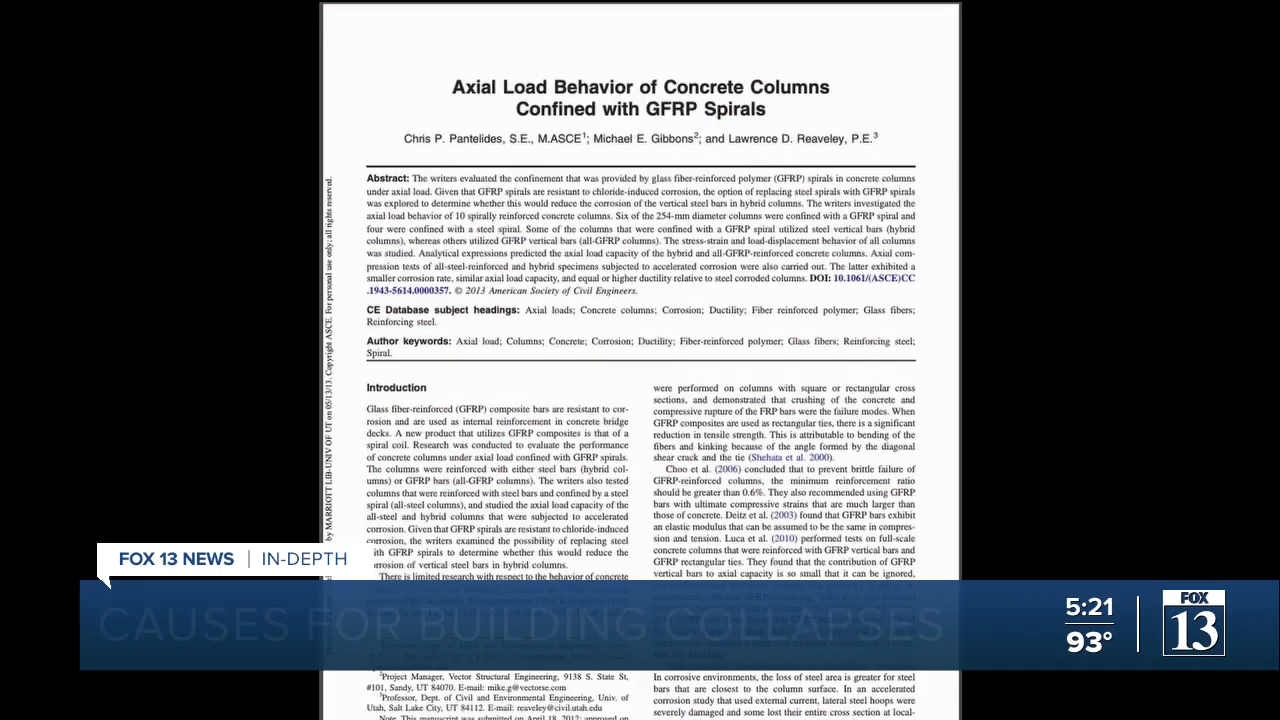 Axial Load Behavior of Concrete Columns
Confined with GFRP Spirals
Chris P. Pantelides, S.E., M.ASCE1; Michael E. Gibbons2; and Lawrence D. Reaveley, P.E.3
Abstract: The writers evaluated the confinement that was provided by glass fiber-reinforced polymer (GFRP) spirals in concrete columns
under axial load. Given that GFRP spirals are resistant to chloride-induced corrosion, the option of replacing steel spirals with GFRP spirals
was explored to determine whether this would reduce the corrosion of the vertical steel bars in hybrid columns. The writers investigated the
axial load behavior of 10 spirally reinforced concrete columns. Six of the 254-mm diameter columns were confined with a GFRP spiral and
four were confined with a steel spiral. Some of the columns that were confined with a GFRP spiral utilized steel vertical bars (hybrid
columns), whereas others utilized GFRP vertical bars (all-GFRP columns). The stress-strain and load-displacement behavior of all columns
was studied. Analytical expressions predicted the axial load capacity of the hybrid and all-GFRP-reinforced concrete columns. Axial com-
pression tests of all-steel-reinforced and hybrid specimens subjected to accelerated corrosion were also carried out. The latter exhibited a
smaller corrosion rate, similar axial load capacity, and equal or higher ductility relative to steel corroded columns. DOI: 10.1061/(ASCE)CC
.1943-5614.0000357. © 2013 American Society of Civil Engineers.
CE Database subject headings: Axial loads; Concrete columns; Corrosion; Ductility; Fiber reinforced polymer; Glass fibers;
Reinforcing steel.
Author keywords: Axial load; Columns; Concrete; Corrosion; Ductility; Fiber-reinforced polymer; Glass fibers; Reinforcing steel;
Spiral.
by MARRIOTT LIB-UNIV OF UT on 05/13/13. Copyright ASCE. For personal use only; all rights reserved.
Introduction
Glass fiber-reinforced (GFRP) composite bars are resistant to cor-
rosion and are used as internal reinforcement in concrete bridge
decks. A new product that utilizes GFRP composites is that of a
spiral coil. Research was conducted to evaluate the performance
of concrete columns under axial load confined with GFRP spirals.
The columns were reinforced with either steel bars (hybrid col-
umns) or GFRP bars (all-GFRP columns). The writers also tested
columns that were reinforced with steel bars and confined by a steel
spiral (all-steel columns), and studied the axial load capacity of the
all-steel and hybrid columns that were subjected to accelerated
corrosion. Given that GFRP spirals are resistant to chloride-induced
corrosion, the writers examined the possibility of replacing steel
with GFRP spirals to determine whether this would reduce the
corrosion of vertical steel bars in hybrid columns.
There is limited research with respect to the behavior of concrete
2Project Manager, Vector Structural Engineering, 9138 S. State St,
#101, Sandy, UT 84070. E-mail: mike.g@vectorse.com
3Professor, Dept. of Civil and Environmental Engineering, Univ. of
Utah, Salt Lake City, UT 84112. E-mail: reaveley@civil.utah.edu
Note. This manuscript was submitted on April 18, 2012; approved on
were performed on columns with square or rectangular cross
sections, and demonstrated that crushing of the concrete and
compressive rupture of the FRP bars were the failure modes. When
GFRP composites are used as rectangular ties, there is a significant
reduction in tensile strength. This is attributable to bending of the
fibers and kinking because of the angle formed by the diagonal
shear crack and the tie (Shehata et al. 2000).
Choo et al. (2006) concluded that to prevent brittle failure of
GFRP-reinforced columns, the minimum reinforcement ratio
should be greater than 0.6%. They also recommended using GFRP
bars with ultimate compressive strains that are much larger than
those of concrete. Deitz et al. (2003) found that GFRP bars exhibit
an elastic modulus that can be assumed to be the same in compres-
sion and tension. Luca et al. (2010) performed tests on full-scale
concrete columns that were reinforced with GFRP vertical bars and
GFRP rectangular ties. They found that the contribution of GFRP
vertical bars to axial capacity is so small that it can be ignored,
In corrosive environments, the loss of steel area is greater for steel
bars that are closest to the column surface. In an accelerated
corrosion study that used external current, lateral steel hoops were
severely damaged and some lost their entire cross section at local-
FOX 13 NEWS | IN-DEPTH
CAUSES FOR BUILDING COLLAPSES
5:21
93°
FOX
13